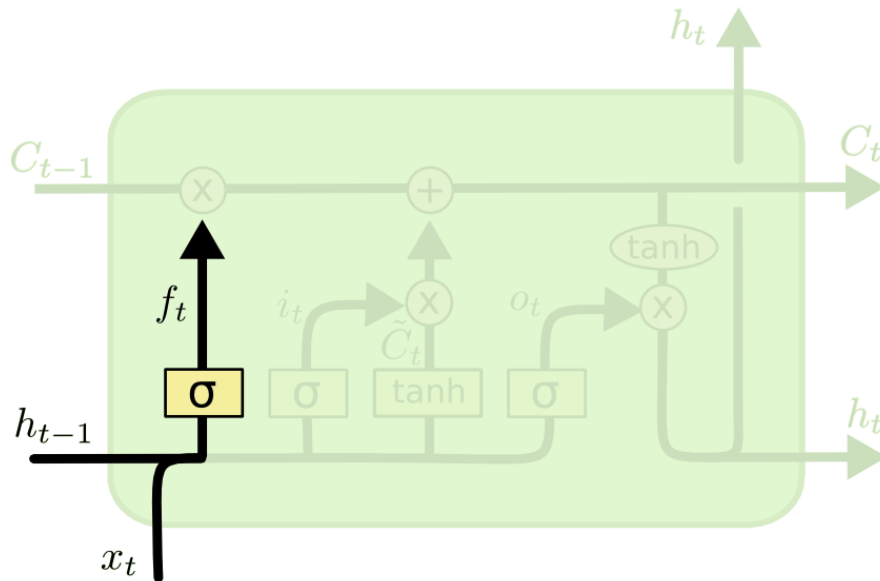 h_t
C_{t-1}
C_t
x
+
tanh
f_t
i_t
x
o_t
x
C̃_t
σ
σ
tanh
σ
h_{t-1}
h_t
x_t